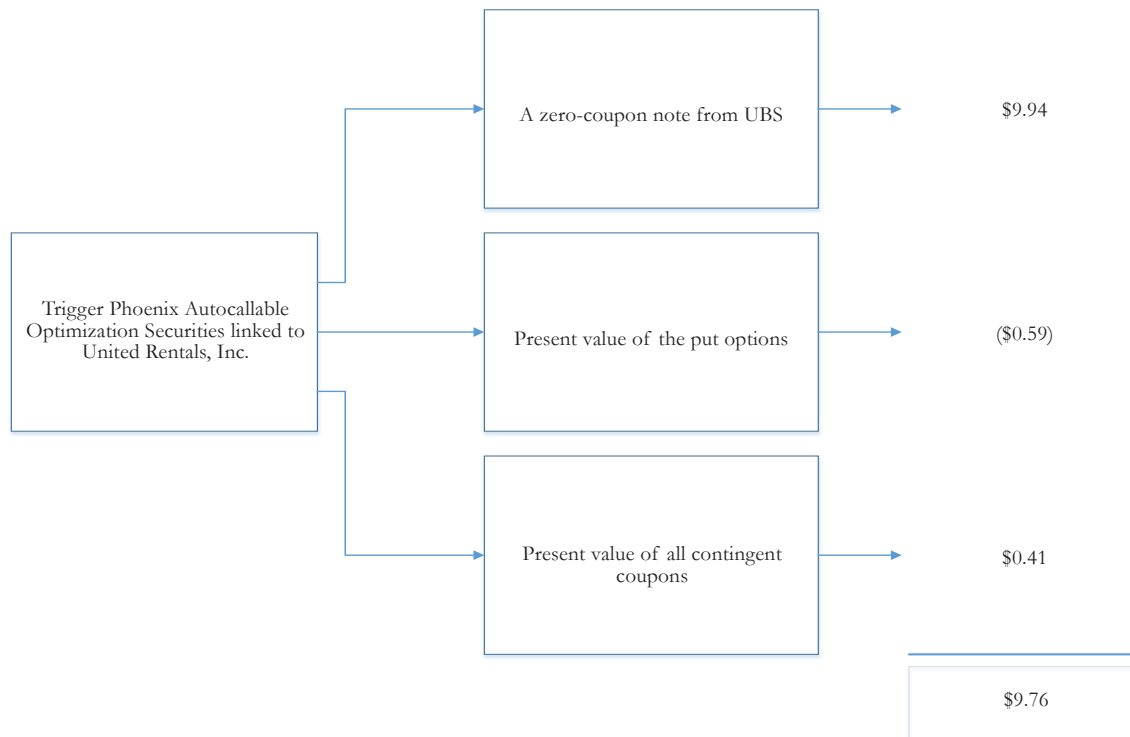 A zero-coupon note from UBS
$9.94
Trigger Phoenix Autocallable
Optimization Securities linked to
United Rentals, Inc.
Present value of the put options
($0.59)
Present value of all contingent
coupons
$0.41
$9.76